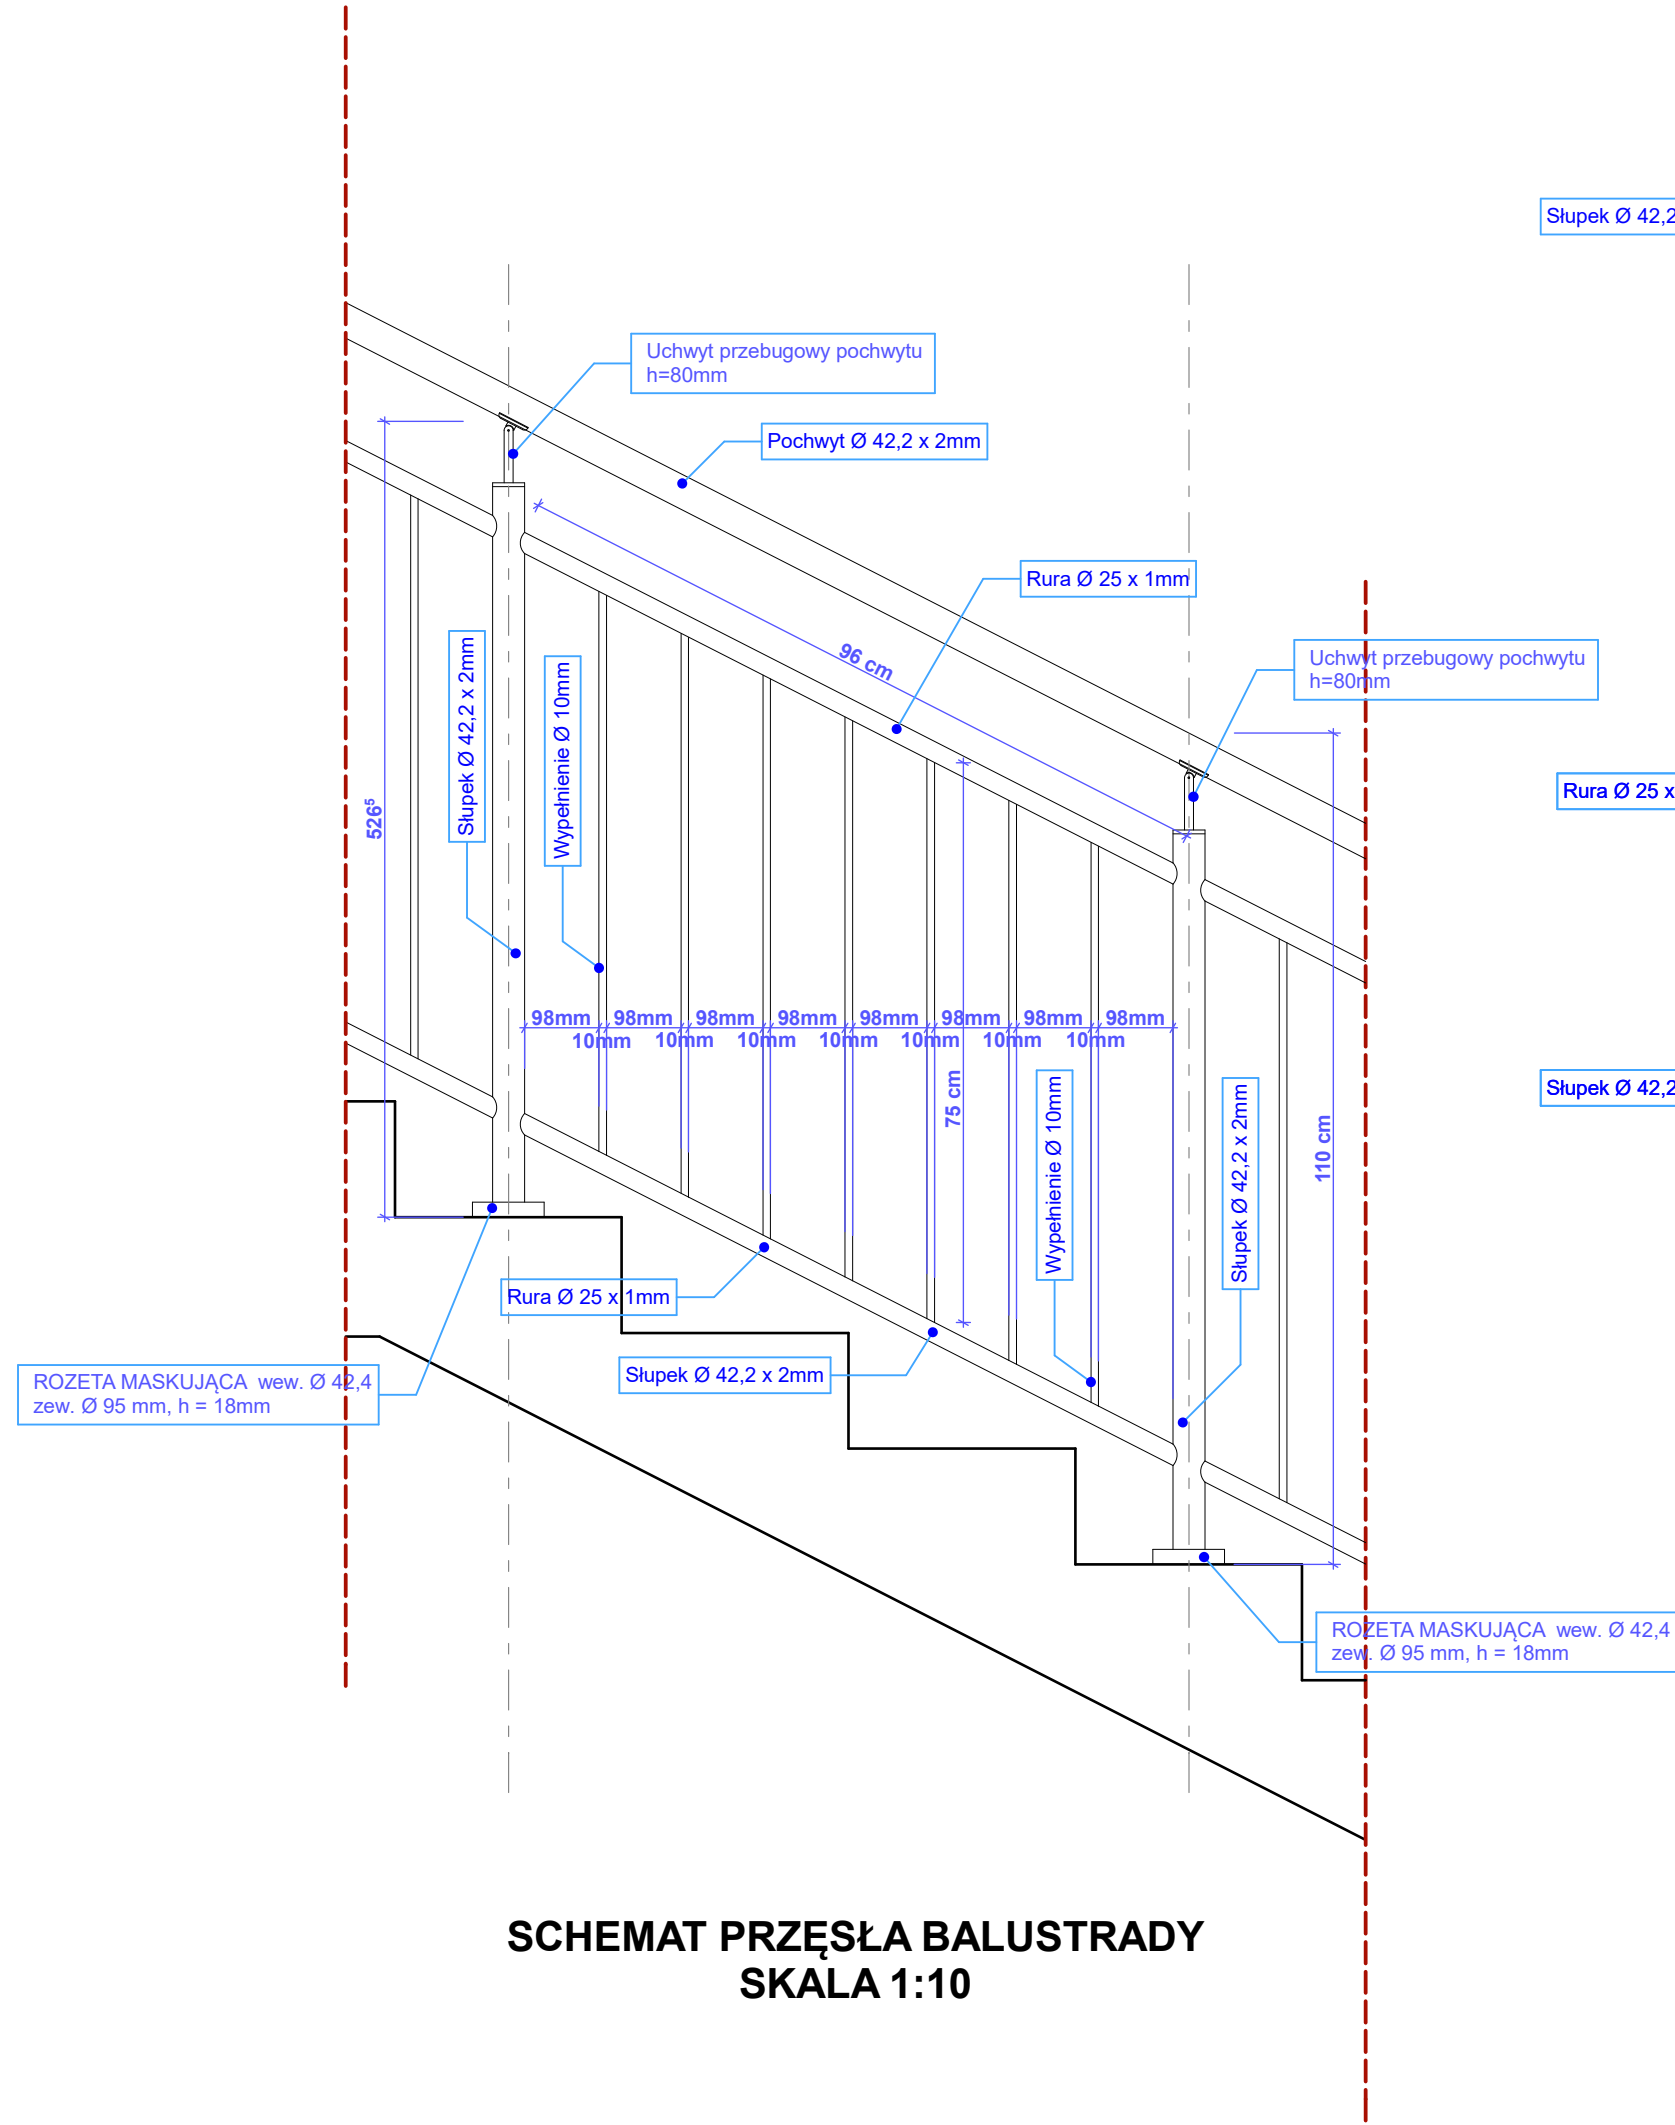 Słupek Ø 42,2
Uchwyt przebugowy pochwytu
h=80mm
Pochwyt Ø 42,2 x 2mm
Rura Ø 25 x 1mm
Uchwyt przebugowy pochwytu
h=80mm
96 cm
Słupek Ø 42,2 x 2mm
Wypełnienie Ø 10mm
526⁵
Rura Ø 25 x
98mm 98mm 98mm 98mm 98mm 98mm 98mm 98mm
10mm 10mm 10mm 10mm 10mm 10mm 10mm
75 cm
Wypełnienie Ø 10mm
Słupek Ø 42,2 x 2mm
110 cm
Słupek Ø 42,2
Rura Ø 25 x 1mm
Słupek Ø 42,2 x 2mm
ROZETA MASKUJĄCA wew. Ø 42,4
zew. Ø 95 mm, h = 18mm
ROZETA MASKUJĄCA wew. Ø 42,4
zew. Ø 95 mm, h = 18mm
SCHEMAT PRZĘSŁA BALUSTRADY
SKALA 1:10